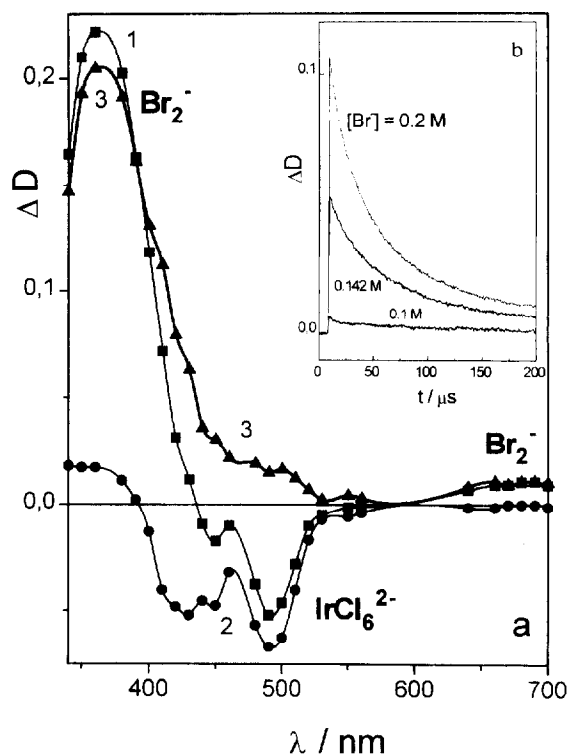 0,2
0,1
0,0
ΔD
1
3
Br₂⁻
3
2
IrCl₆²⁻
Br₂⁻
a
400
500
600
700
λ / nm
b
0.1
ΔD
0.0
[Br⁻] = 0.2 M
0.142 M
0.1 M
0
50
100
150
200
t / μs